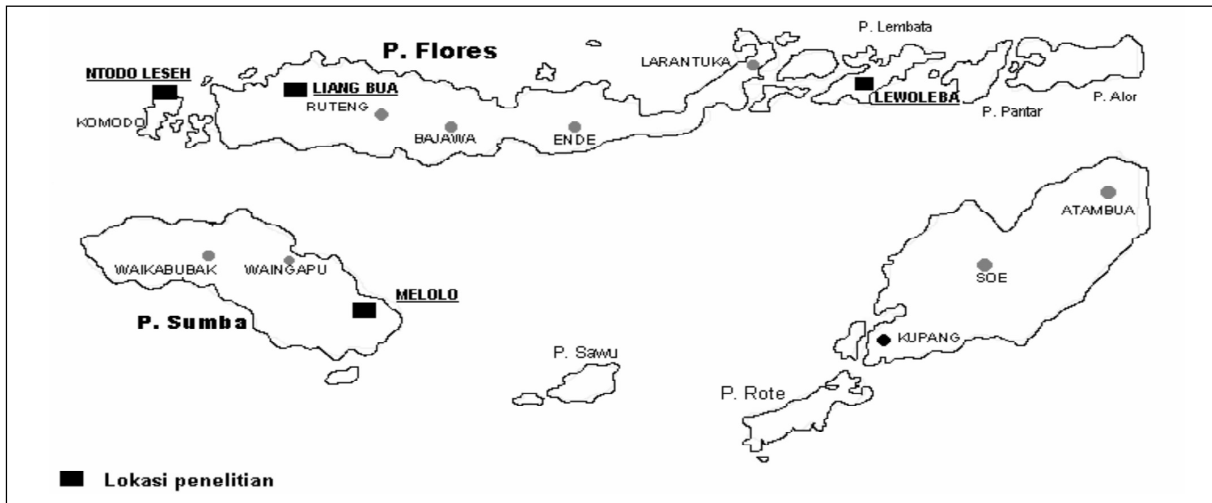 P. Lembata
P. Flores
LARANTUKA
NTODO LESEH
LIANG BUA
LEWOLEBA
P. Alor
RUTENG
P. Pantar
KOMODO
BAJAWA
ENDE
ATAMBUA
WAIKABUBAK
WAINGAPU
SOE
MELOLO
P. Sumba
KUPANG
P. Sawu
P. Rote
Lokasi penelitian